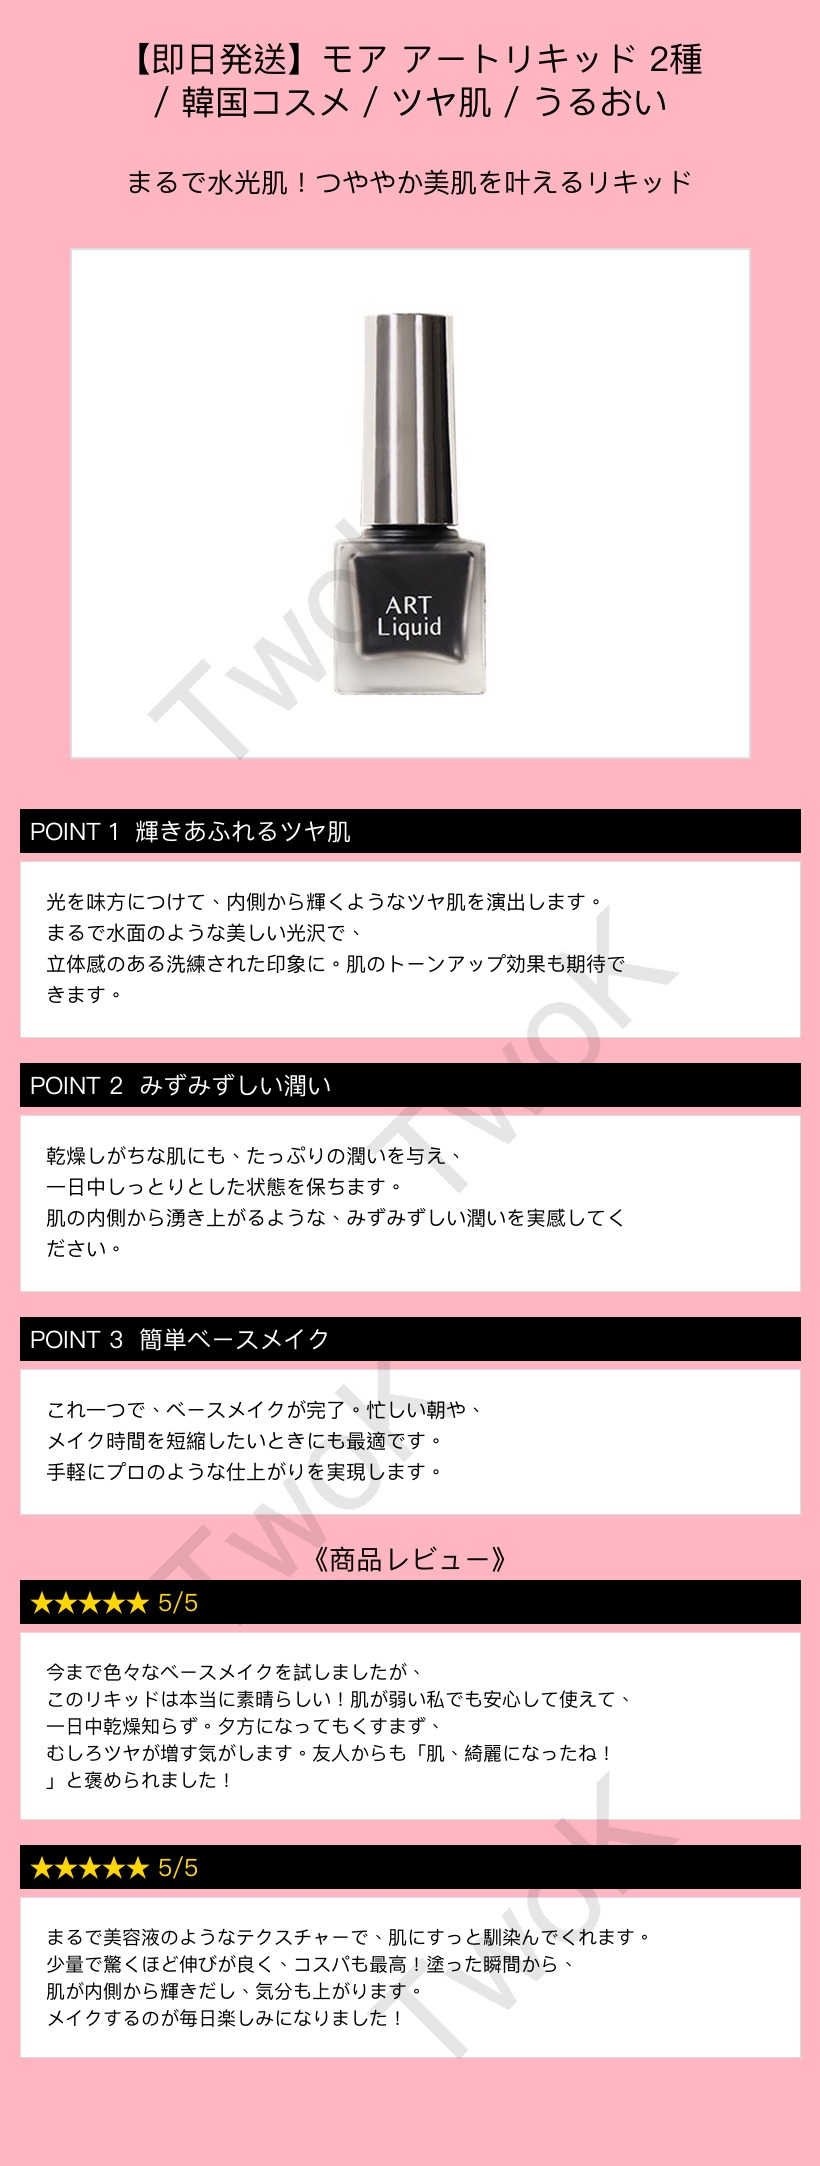 【即日発送】モア アートリキッド 2種
/ 韓国コスメ / ツヤ肌 / うるおい
まるで水光肌！つややか美肌を叶えるリキッド
ART
Liquid
TwoK
POINT 1 輝きあふれるツヤ肌
光を味方につけて、内側から輝くようなツヤ肌を演出します。
まるで水面のような美しい光沢で、
立体感のある洗練された印象に。肌のトーンアップ効果も期待で
きます。
TwoK
POINT 2 みずみずしい潤い
乾燥しがちな肌にも、たっぷりの潤いを与え、
一日中しっとりとした状態を保ちます。
肌の内側から湧き上がるような、みずみずしい潤いを実感してく
ださい。
POINT 3 簡単ベースメイク
これ一つで、ベースメイクが完了。忙しい朝や、
メイク時間を短縮したいときにも最適です。
手軽にプロのような仕上がりを実現します。
TwoK
《商品レビュー》
★★★★★ 5/5
今まで色々なベースメイクを試しましたが、
このリキッドは本当に素晴らしい！肌が弱い私でも安心して使えて、
一日中乾燥知らず。夕方になってもくすまず、
むしろツヤが増す気がします。友人からも「肌、綺麗になったね！
」と褒められました！
★★★★★ 5/5
まるで美容液のようなテクスチャーで、肌にすっと馴染んでくれます。
少量で驚くほど伸びが良く、コスパも最高！塗った瞬間から、
肌が内側から輝きだし、気分も上がります。
メイクするのが毎日楽しみになりました！
TwoK